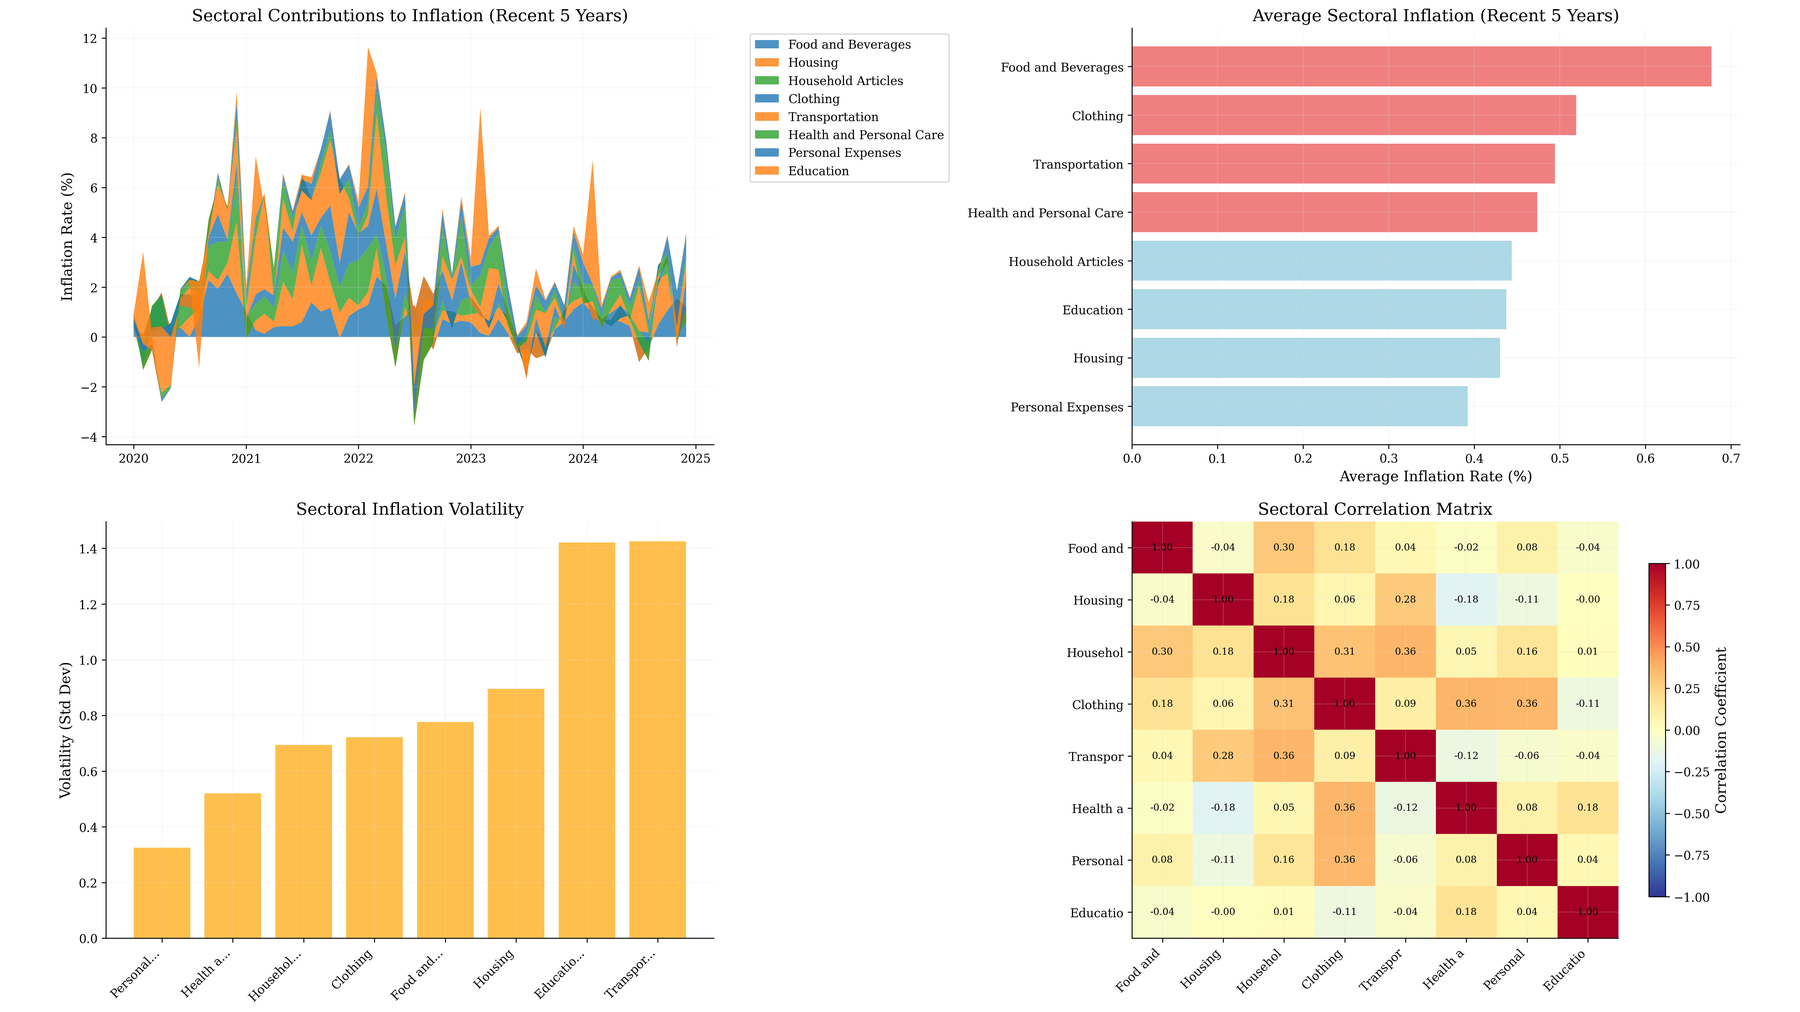 Sectoral Contributions to Inflation (Recent 5 Years)
Inflation Rate (%)
12
10
8
6
4
2
0
−2
−4
2020 2021 2022 2023 2024 2025
Food and Beverages
Housing
Household Articles
Clothing
Transportation
Health and Personal Care
Personal Expenses
Education
Average Sectoral Inflation (Recent 5 Years)
Food and Beverages
Clothing
Transportation
Health and Personal Care
Household Articles
Education
Housing
Personal Expenses
0.0 0.1 0.2 0.3 0.4 0.5 0.6 0.7
Average Inflation Rate (%)
Sectoral Inflation Volatility
Volatility (Std Dev)
1.4
1.2
1.0
0.8
0.6
0.4
0.2
0.0
Personal... Health a... Househol... Clothing Food and... Housing Educatio... Transpor...
Sectoral Correlation Matrix
Food and 1.00 -0.04 0.30 0.18 0.04 -0.02 0.08 -0.04
Housing -0.04 1.00 0.18 0.06 0.28 -0.18 -0.11 -0.00
Househol 0.30 0.18 1.00 0.31 0.36 0.05 0.16 0.01
Clothing 0.18 0.06 0.31 1.00 0.09 0.36 0.36 -0.11
Transpor 0.04 0.28 0.36 0.09 1.00 -0.12 -0.06 -0.04
Health a -0.02 -0.18 0.05 0.36 -0.12 1.00 0.08 0.18
Personal 0.08 -0.11 0.16 0.36 -0.06 0.08 1.00 0.04
Educatio -0.04 -0.00 0.01 -0.11 -0.04 0.18 0.04 1.00
Food and Housing Househol Clothing Transpor Health a Personal Educatio
1.00
0.75
0.50
0.25
0.00
−0.25
−0.50
−0.75
−1.00
Correlation Coefficient